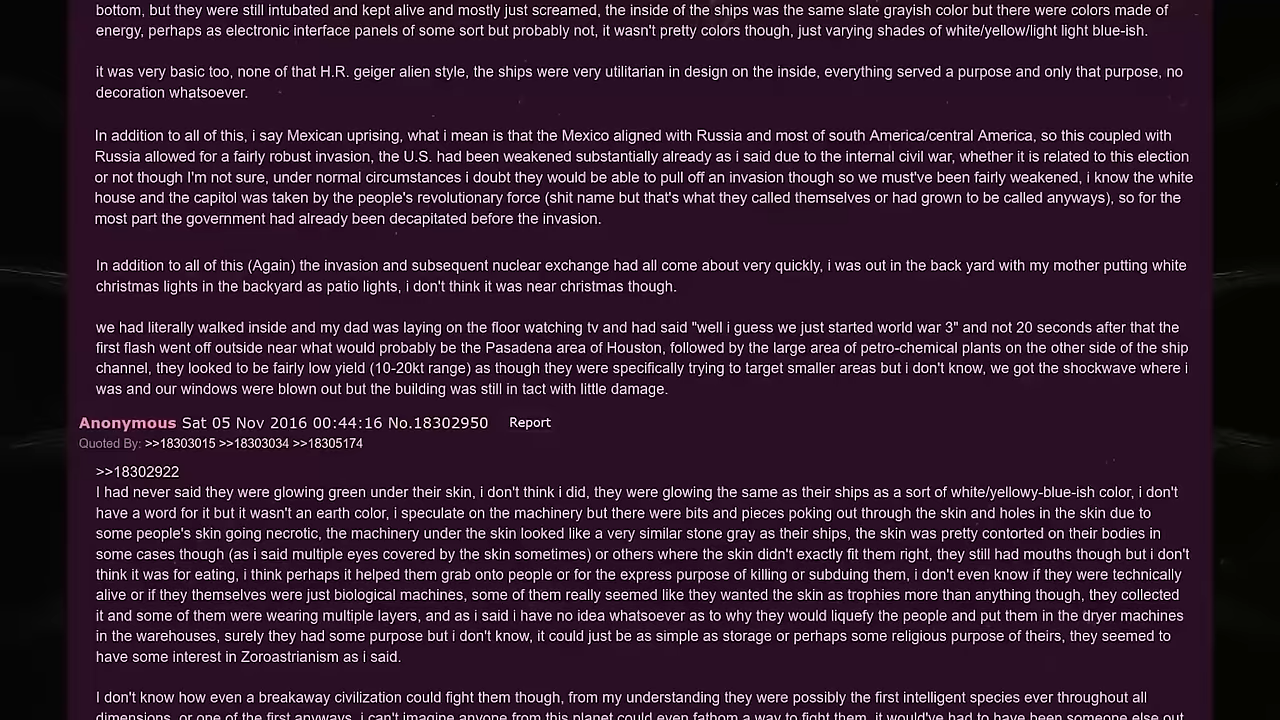 bottom, but they were still intubated and kept alive and mostly just screamed, the inside of the ships was the same slate grayish color but there were colors made of
energy, perhaps as electronic interface panels of some sort but probably not, it wasn't pretty colors though, just varying shades of white/yellow/light light blue-ish.
it was very basic too, none of that H.R. geiger alien style, the ships were very utilitarian in design on the inside, everything served a purpose and only that purpose, no
decoration whatsoever.
In addition to all of this, i say Mexican uprising, what i mean is that the Mexico aligned with Russia and most of south America/central America, so this coupled with
Russia allowed for a fairly robust invasion, the U.S. had been weakened substantially already as i said due to the internal civil war, whether it is related to this election
or not though I'm not sure, under normal circumstances i doubt they would be able to pull off an invasion though so we must've been fairly weakened, i know the white
house and the capitol was taken by the people's revolutionary force (shit name but that's what they called themselves or had grown to be called anyways), so for the
most part the government had already been decapitated before the invasion.
In addition to all of this (Again) the invasion and subsequent nuclear exchange had all come about very quickly, i was out in the back yard with my mother putting white
christmas lights in the backyard as patio lights, i don't think it was near christmas though.
we had literally walked inside and my dad was laying on the floor watching tv and had said "well i guess we just started world war 3" and not 20 seconds after that the
first flash went off outside near what would probably be the Pasadena area of Houston, followed by the large area of petro-chemical plants on the other side of the ship
channel, they looked to be fairly low yield (10-20kt range) as though they were specifically trying to target smaller areas but i don't know, we got the shockwave where i
was and our windows were blown out but the building was still in tact with little damage.
Anonymous Sat 05 Nov 2016 00:44:16 No.18302950 Report
Quoted By: >>18303015 >>18303034 >>18305174
>>18302922
I had never said they were glowing green under their skin, i don't think i did, they were glowing the same as their ships as a sort of white/yellowy-blue-ish color, i don't
have a word for it but it wasn't an earth color, i speculate on the machinery but there were bits and pieces poking out through the skin and holes in the skin due to
some people's skin going necrotic, the machinery under the skin looked like a very similar stone gray as their ships, the skin was pretty contorted on their bodies in
some cases though (as i said multiple eyes covered by the skin sometimes) or others where the skin didn't exactly fit them right, they still had mouths though but i don't
think it was for eating, i think perhaps it helped them grab onto people or for the express purpose of killing or subduing them, i don't even know if they were technically
alive or if they themselves were just biological machines, some of them really seemed like they wanted the skin as trophies more than anything though, they collected
it and some of them were wearing multiple layers, and as i said i have no idea whatsoever as to why they would liquefy the people and put them in the dryer machines
in the warehouses, surely they had some purpose but i don't know, it could just be as simple as storage or perhaps some religious purpose of theirs, they seemed to
have some interest in Zoroastrianism as i said.
I don't know how even a breakaway civilization could fight them though, from my understanding they were possibly the first intelligent species ever throughout all
dimensions, or one of the first anyways, i can't imagine anyone from this planet could even fathom a way to fight them, it would've had to have been someone else out